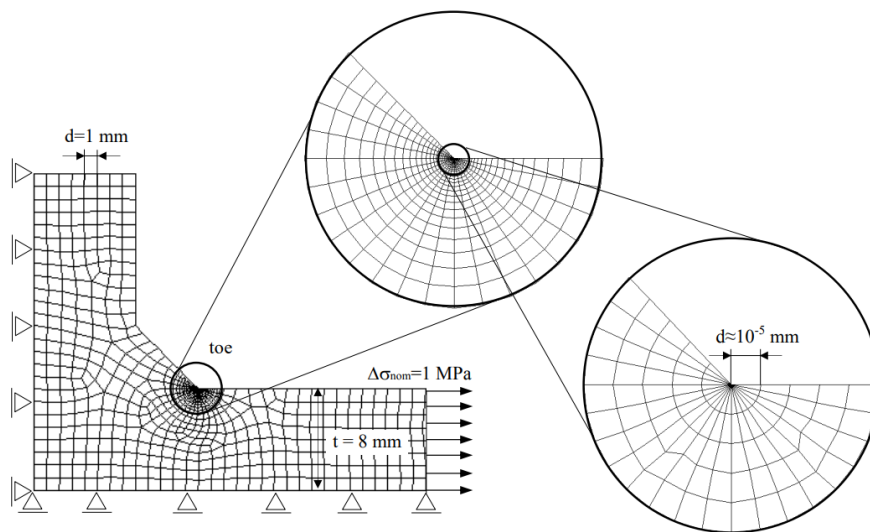 d=1 mm
toe
Δσnom=1 MPa
t = 8 mm
d≈10⁻⁵ mm